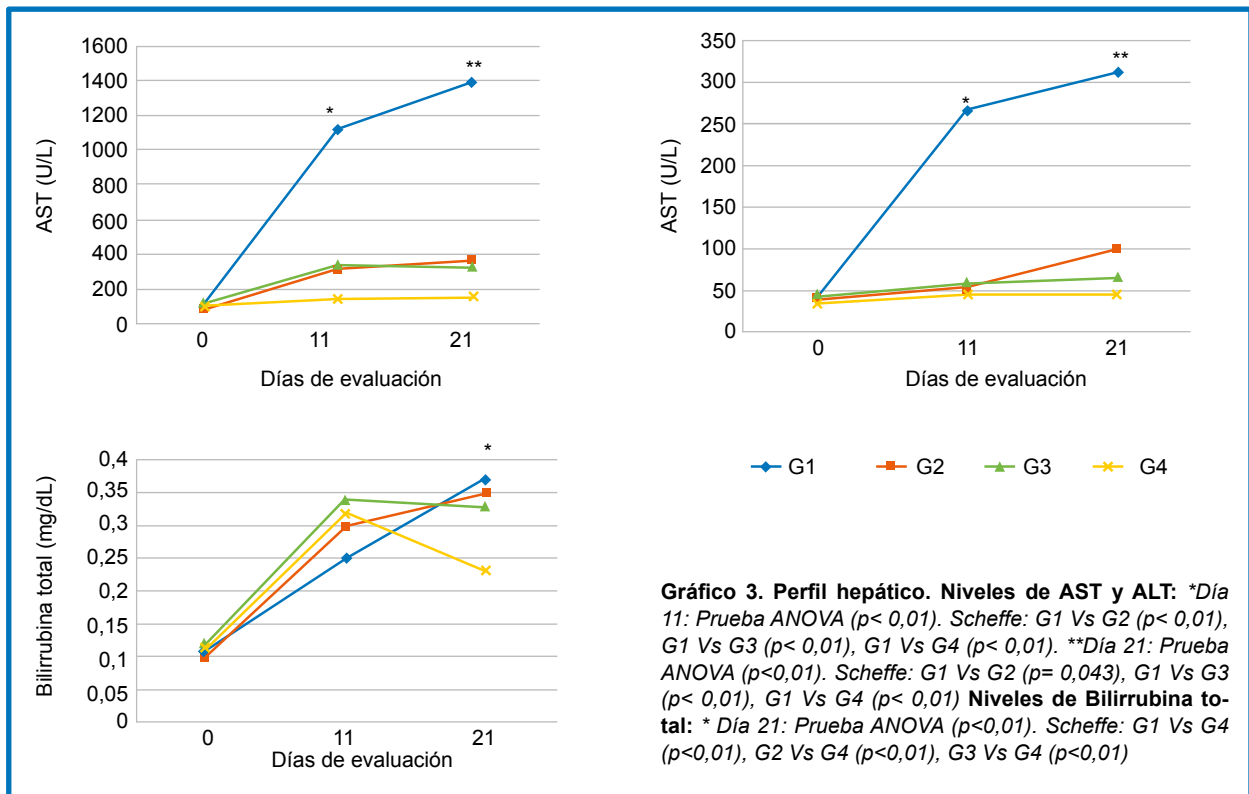 1600
1400
1200
1000
800
600
400
200
0
AST (U/L)
*
**
0 11 21
Días de evaluación
350
300
250
200
150
100
50
0
AST (U/L)
*
**
0 11 21
Días de evaluación
0,4
0,35
0,3
0,25
0,2
0,15
0,1
0,05
0
Bilirrubina total (mg/dL)
*
0 11 21
Días de evaluación
G1 G2 G3 G4
Gráfico 3. Perfil hepático. Niveles de AST y ALT: *Día
11: Prueba ANOVA (p< 0,01). Scheffe: G1 Vs G2 (p< 0,01),
G1 Vs G3 (p< 0,01), G1 Vs G4 (p< 0,01). **Día 21: Prueba
ANOVA (p<0,01). Scheffe: G1 Vs G2 (p= 0,043), G1 Vs G3
(p< 0,01), G1 Vs G4 (p< 0,01) Niveles de Bilirrubina to-
tal: * Día 21: Prueba ANOVA (p<0,01). Scheffe: G1 Vs G4
(p<0,01), G2 Vs G4 (p<0,01), G3 Vs G4 (p<0,01)